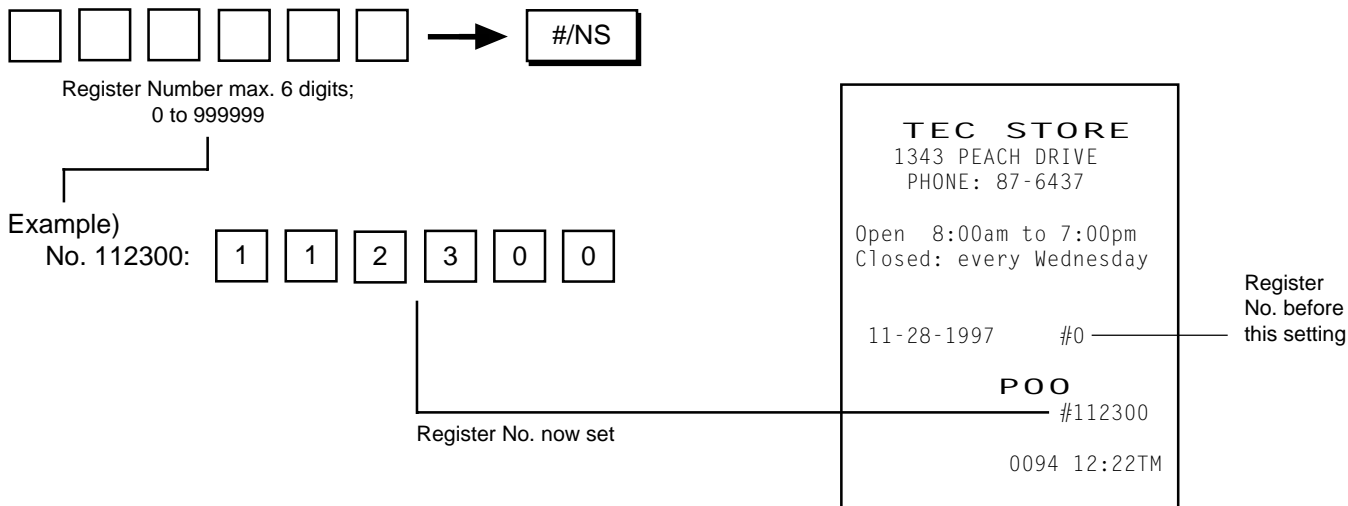 #/NS
Register Number max. 6 digits;
0 to 999999
Example)
No. 112300: 1 1 2 3 0 0
Register No. now set
TEC STORE
1343 PEACH DRIVE
PHONE: 87-6437
Open 8:00am to 7:00pm
Closed: every Wednesday
11-28-1997 #0
Register
No. before
this setting
POO
#112300
0094 12:22TM